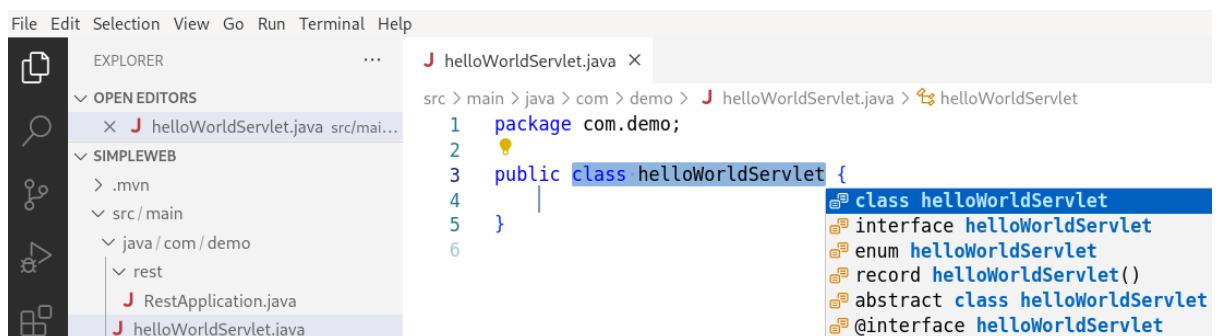 File Edit Selection View Go Run Terminal Help
EXPLORER ···
OPEN EDITORS
J helloWorldServlet.java src/mai...
SIMPLEWEB
.mvn
src/main
java/com/demo
rest
J RestApplication.java
J helloWorldServlet.java
J helloWorldServlet.java ×
src > main > java > com > demo > J helloWorldServlet.java > helloWorldServlet
1 package com.demo;
2
3 public class helloWorldServlet {
4
5 }
6
class helloWorldServlet
interface helloWorldServlet
enum helloWorldServlet
record helloWorldServlet()
abstract class helloWorldServlet
@interface helloWorldServlet